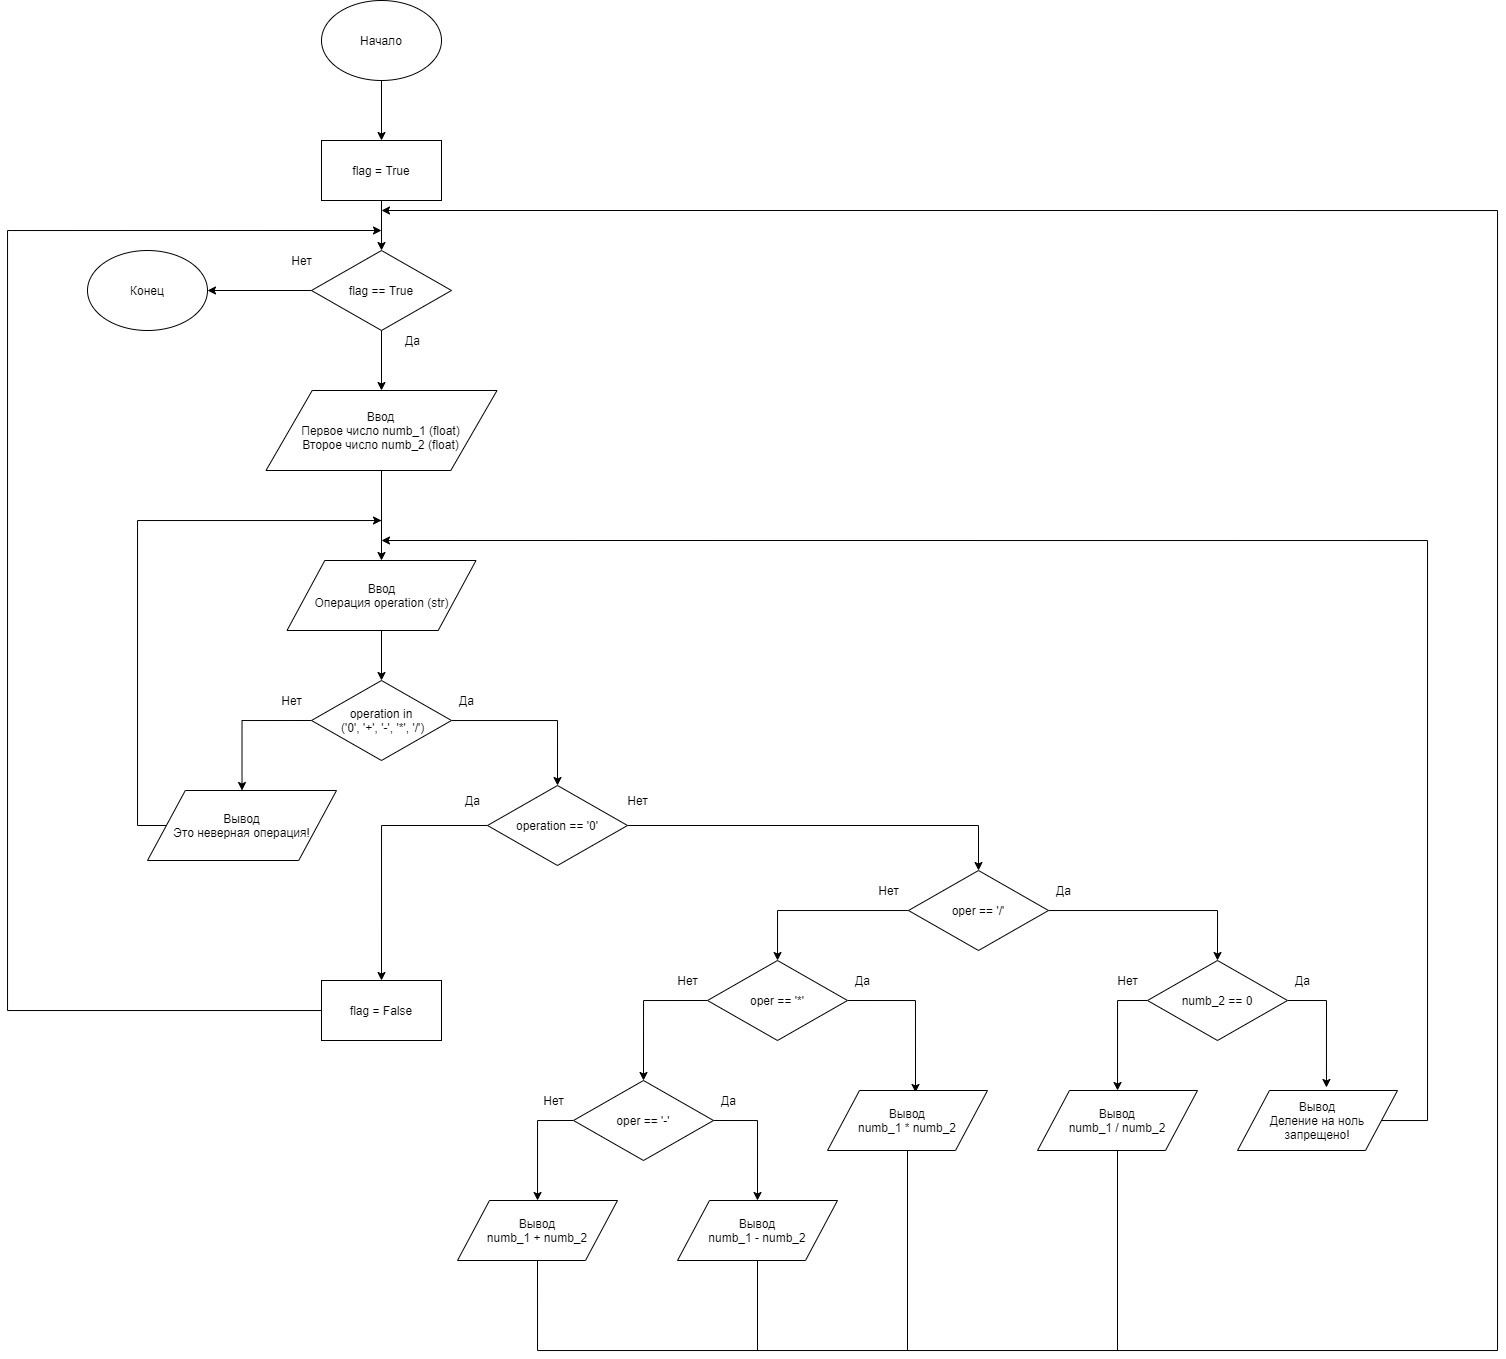 Начало
flag = True
Нет
Конец
flag == True
Да
Ввод
Первое число numb_1 (float)
Второе число numb_2 (float)
Ввод
Операция operation (str)
Нет
Да
operation in
('0', '+', '-', '*', '/')
Вывод
Это неверная операция!
Да
Нет
operation == '0'
Нет
Да
oper == '/'
flag = False
Нет
Да
oper == '*'
Нет
Да
numb_2 == 0
Нет
Да
oper == '-'
Вывод
numb_1 * numb_2
Вывод
numb_1 / numb_2
Вывод
Деление на ноль
запрещено!
Вывод
numb_1 + numb_2
Вывод
numb_1 - numb_2